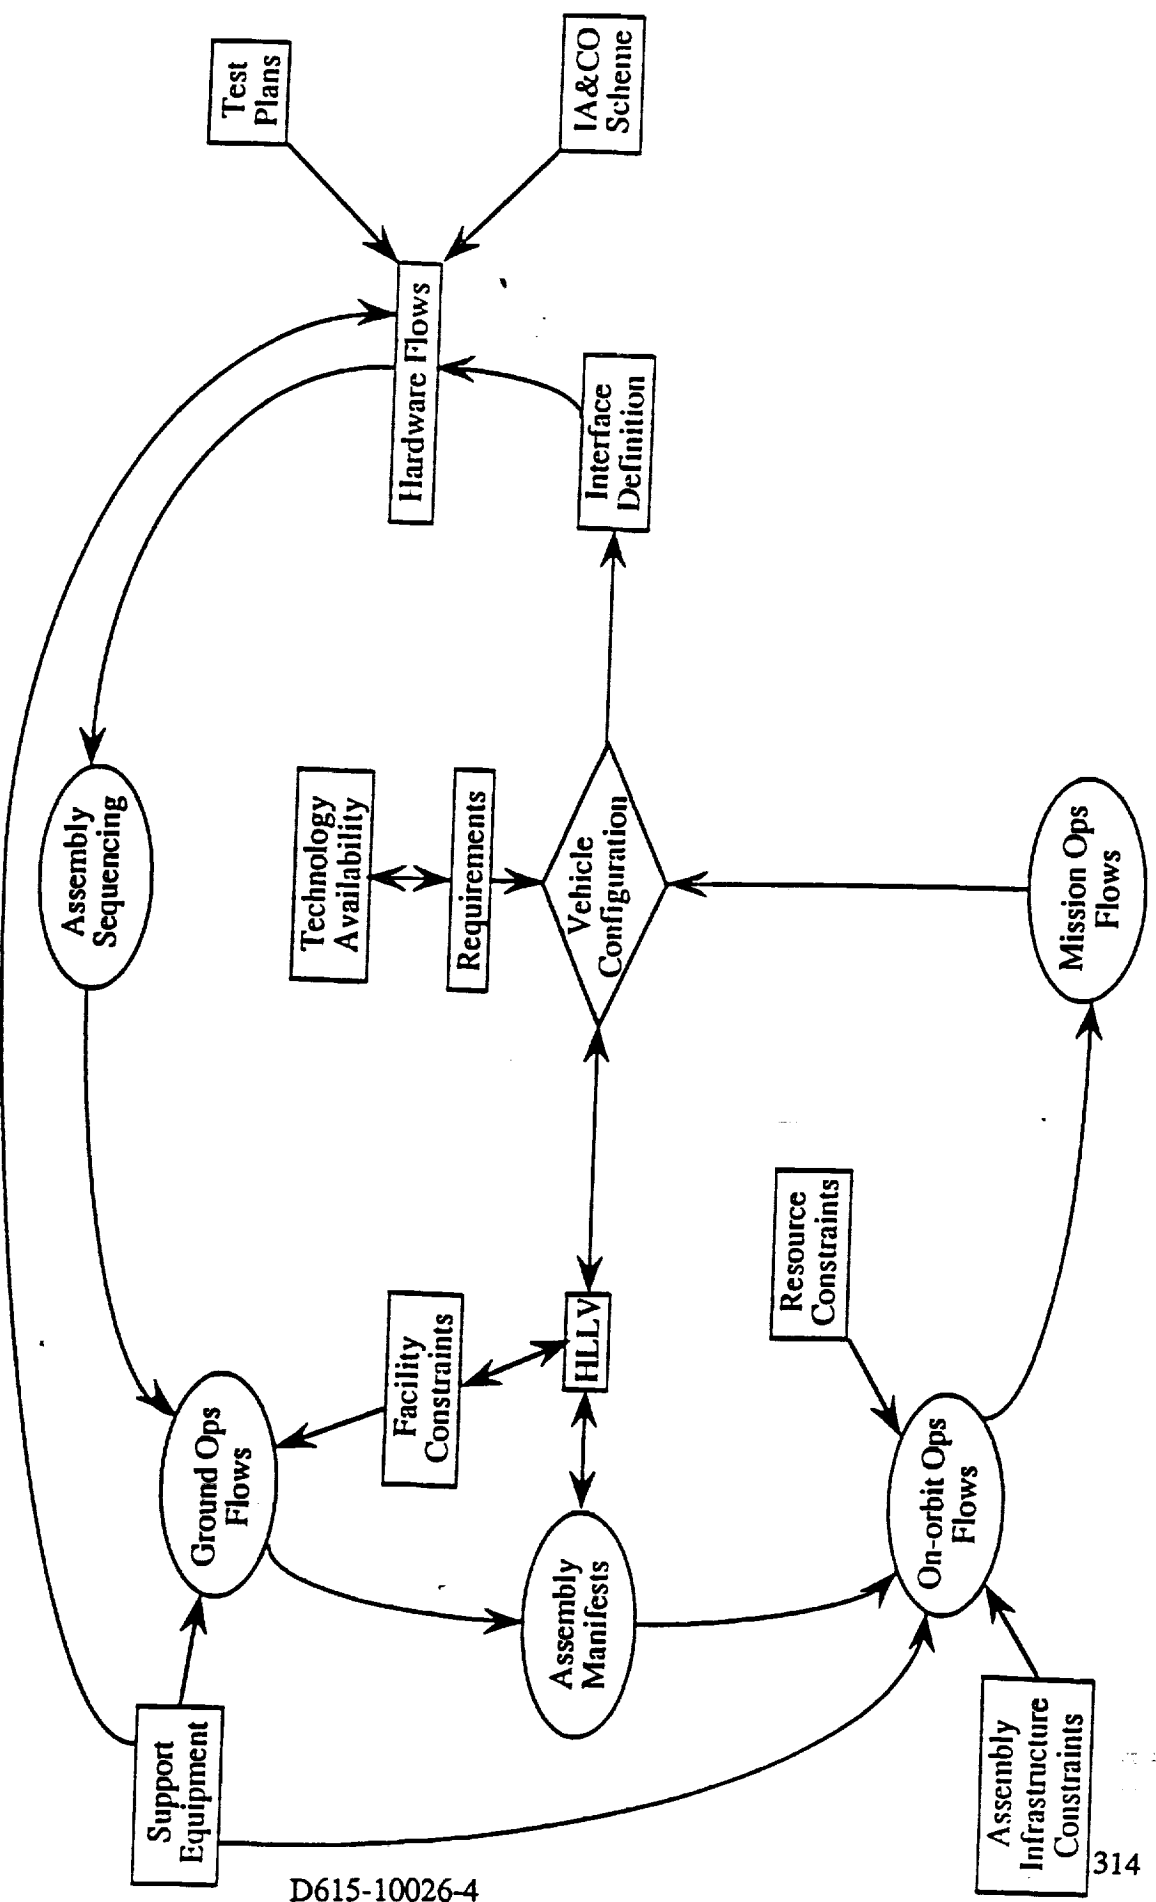 Support
Equipment
Ground Ops
Flows
Assembly
Sequencing
Test
Plans
Facility
Constraints
Technology
Availability
Requirements
Hardware Flows
Assembly
Manifests
HLLV
Vehicle
Configuration
Interface
Definition
IA&CO
Scheme
Resource
Constraints
On-orbit Ops
Flows
Mission Ops
Flows
Assembly
Infrastructure
Constraints
D615-10026-4
314